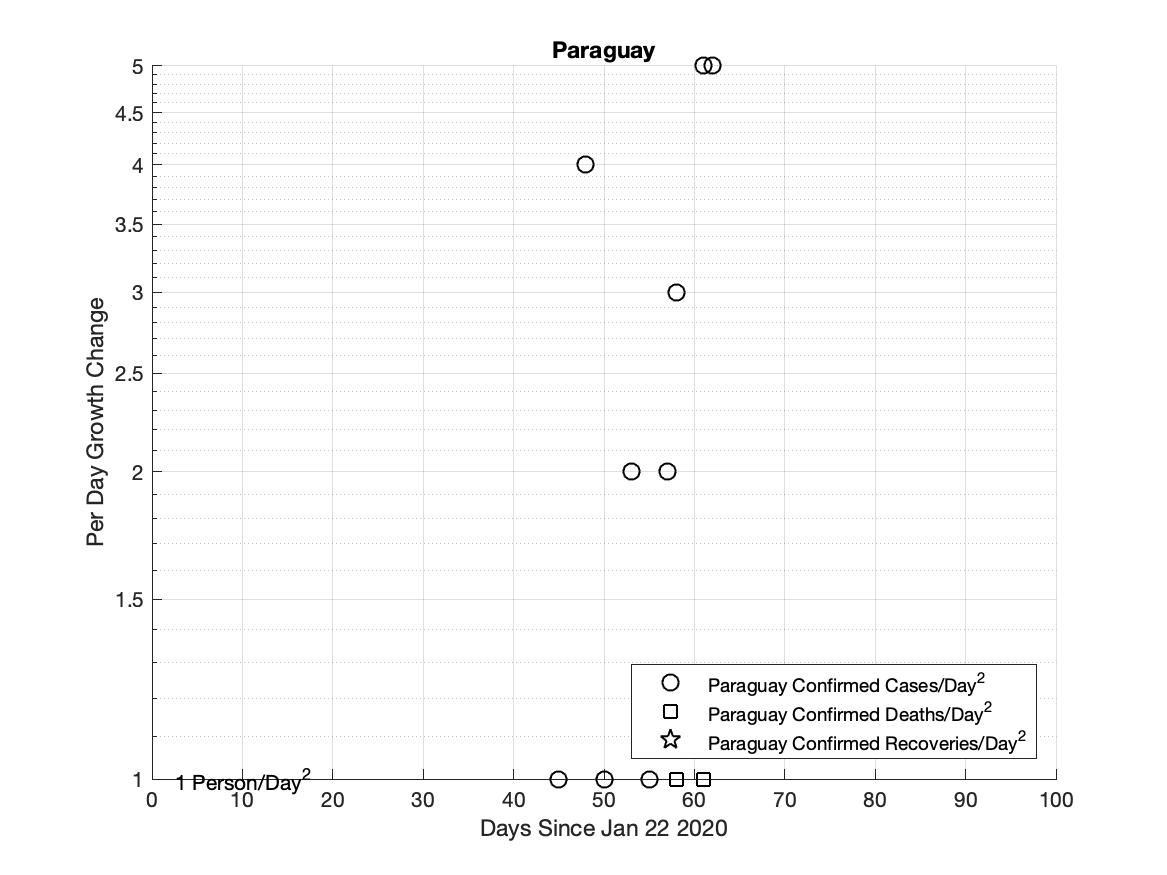 Paraguay
5
4.5
4
3.5
3
2.5
2
1.5
1
Per Day Growth Change
Paraguay Confirmed Cases/Day²
Paraguay Confirmed Deaths/Day²
Paraguay Confirmed Recoveries/Day²
1 Person/Day²
0 10 20 30 40 50 60 70 80 90 100
Days Since Jan 22 2020